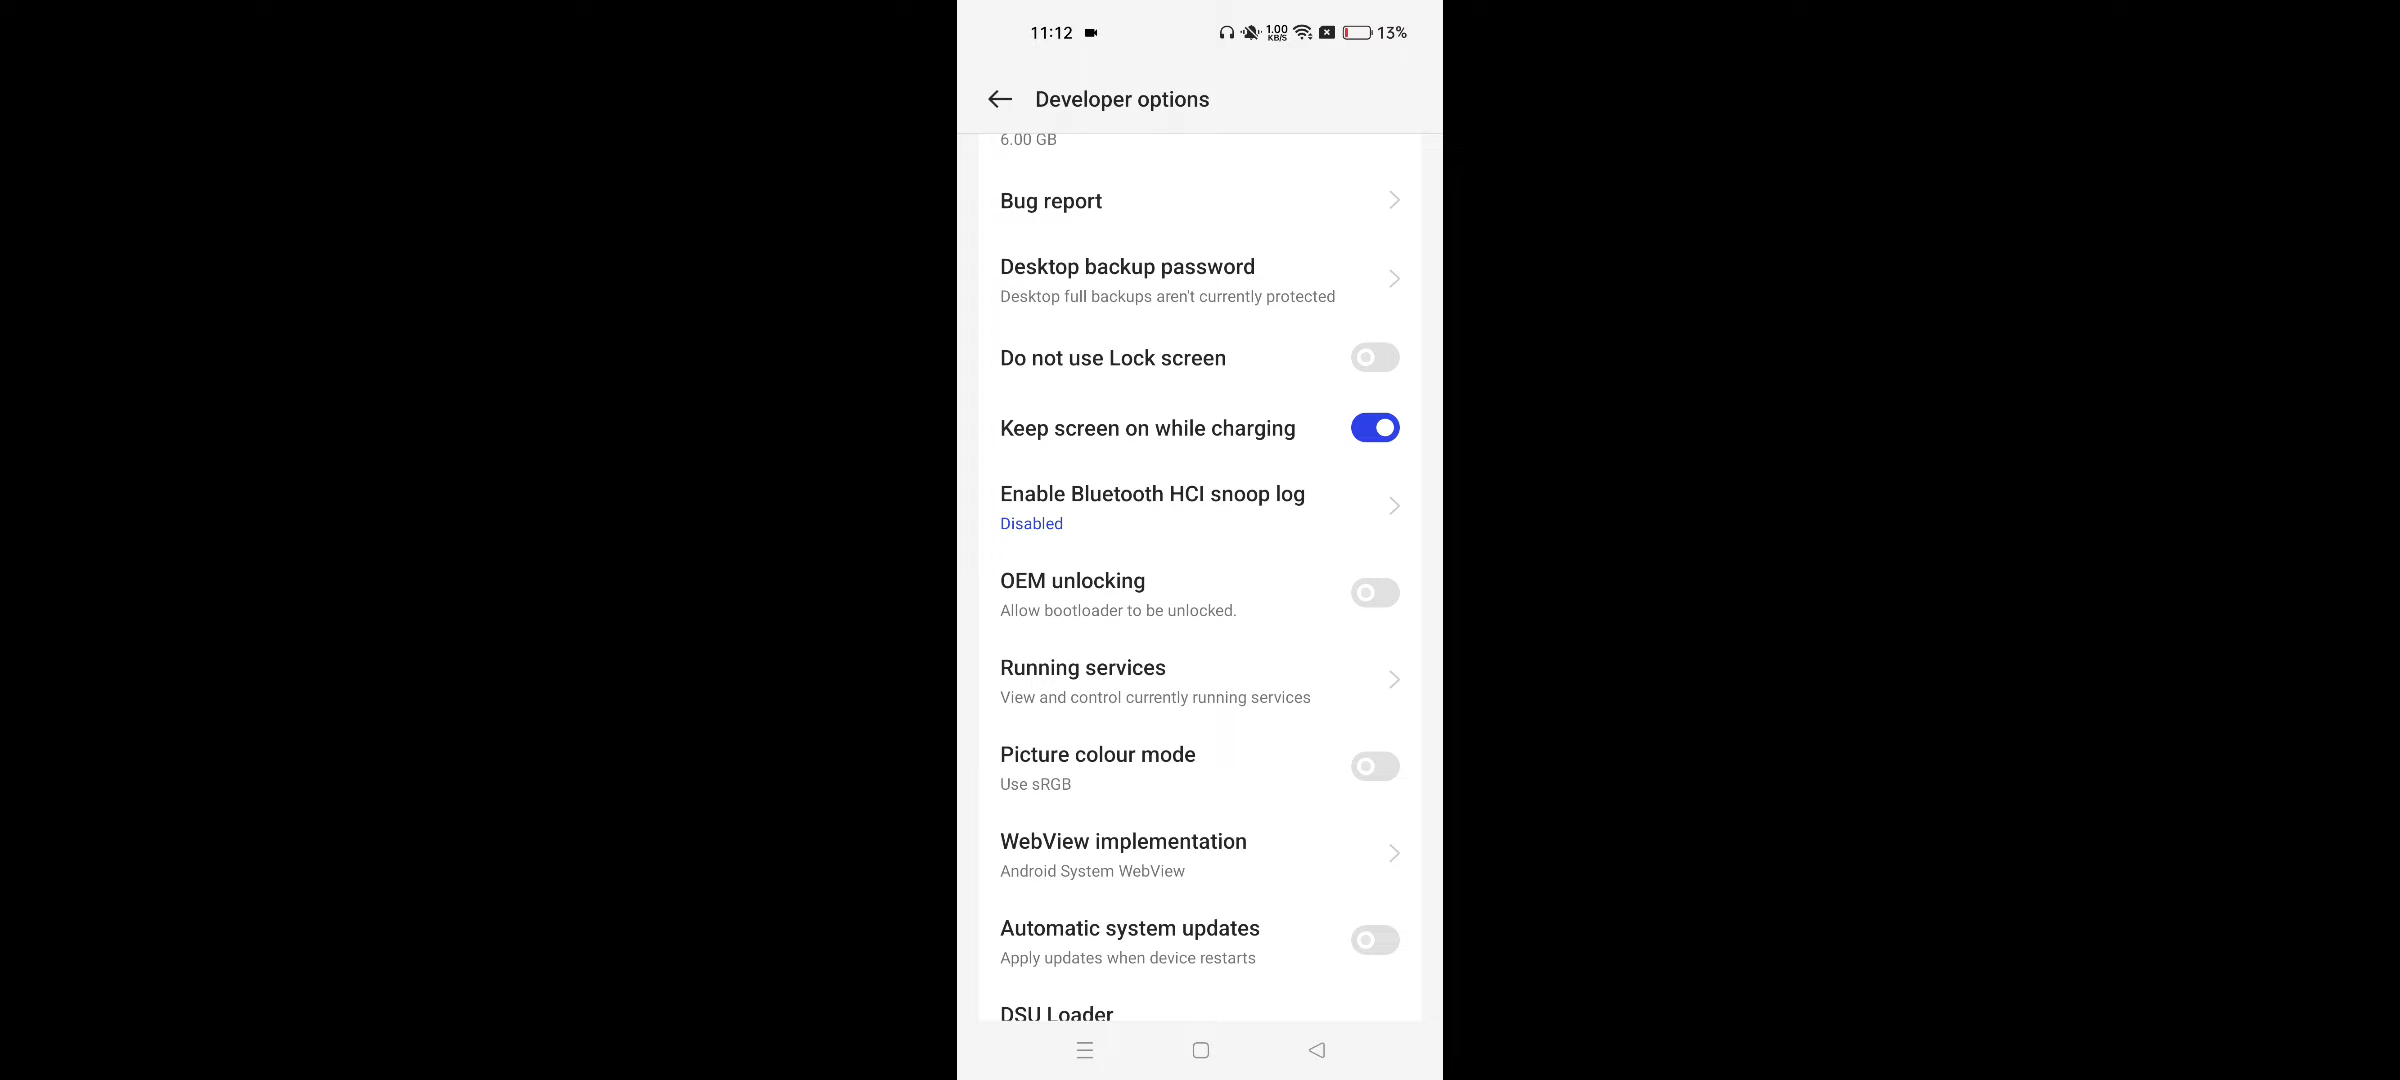 11:12 1.00 KB/S 13%
Developer options
6.00 GB
Bug report
Desktop backup password
Desktop full backups aren't currently protected
Do not use Lock screen
Keep screen on while charging
Enable Bluetooth HCI snoop log
Disabled
OEM unlocking
Allow bootloader to be unlocked.
Running services
View and control currently running services
Picture colour mode
Use sRGB
WebView implementation
Android System WebView
Automatic system updates
Apply updates when device restarts
DSU Loader